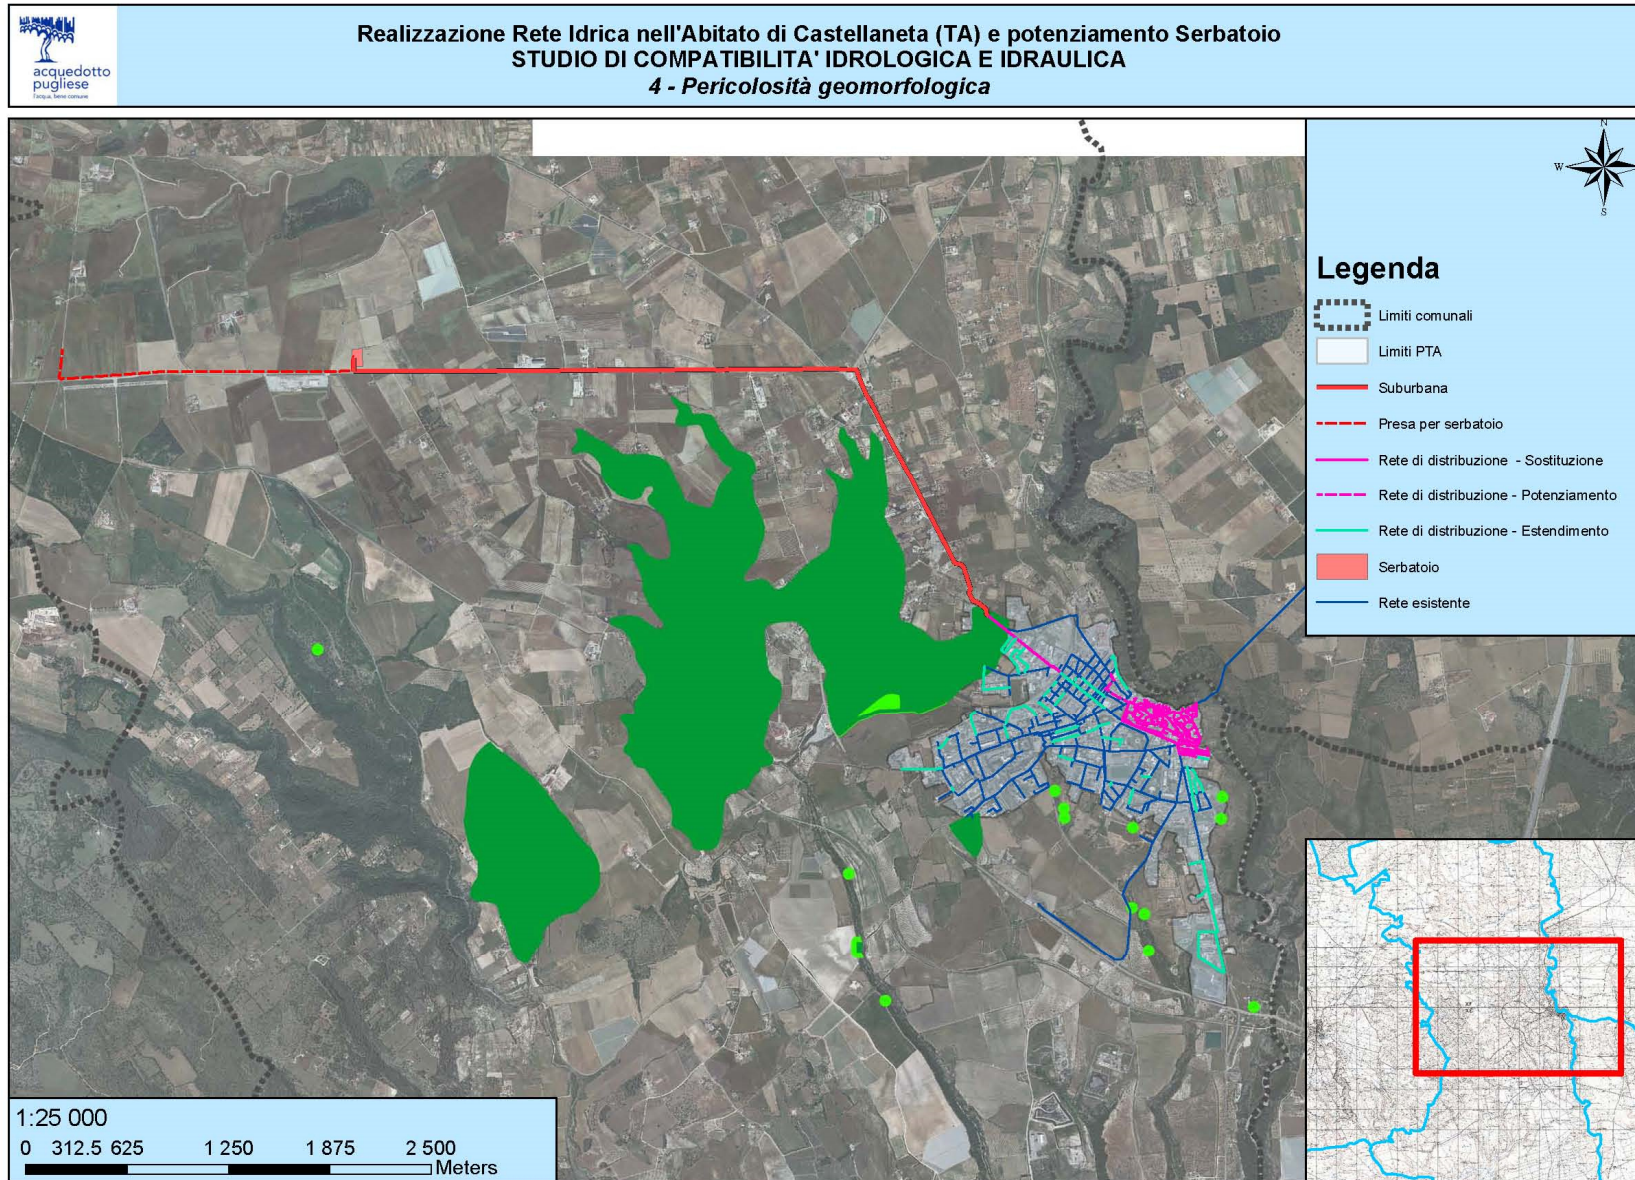 Realizzazione Rete Idrica nell'Abitato di Castellaneta (TA) e potenziamento Serbatoio
STUDIO DI COMPATIBILITA' IDROLOGICA E IDRAULICA
4 - Pericolosità geomorfologica
acquedotto
pugliese
l'acqua, bene comune
N
W
S
Legenda
Limiti comunali
Limiti PTA
Suburbana
Presa per serbatoio
Rete di distribuzione - Sostituzione
Rete di distribuzione - Potenziamento
Rete di distribuzione - Estendimento
Serbatoio
Rete esistente
1:25 000
0 312.5 625 1 250 1 875 2 500
Meters